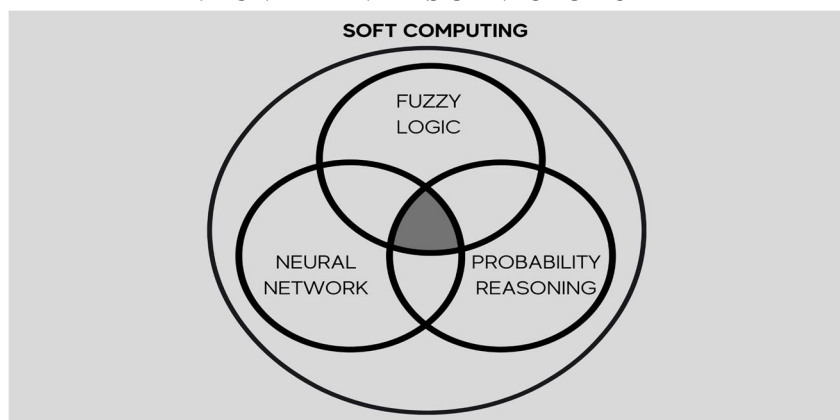 SOFT COMPUTING
FUZZY
LOGIC
NEURAL
NETWORK
PROBABILITY
REASONING